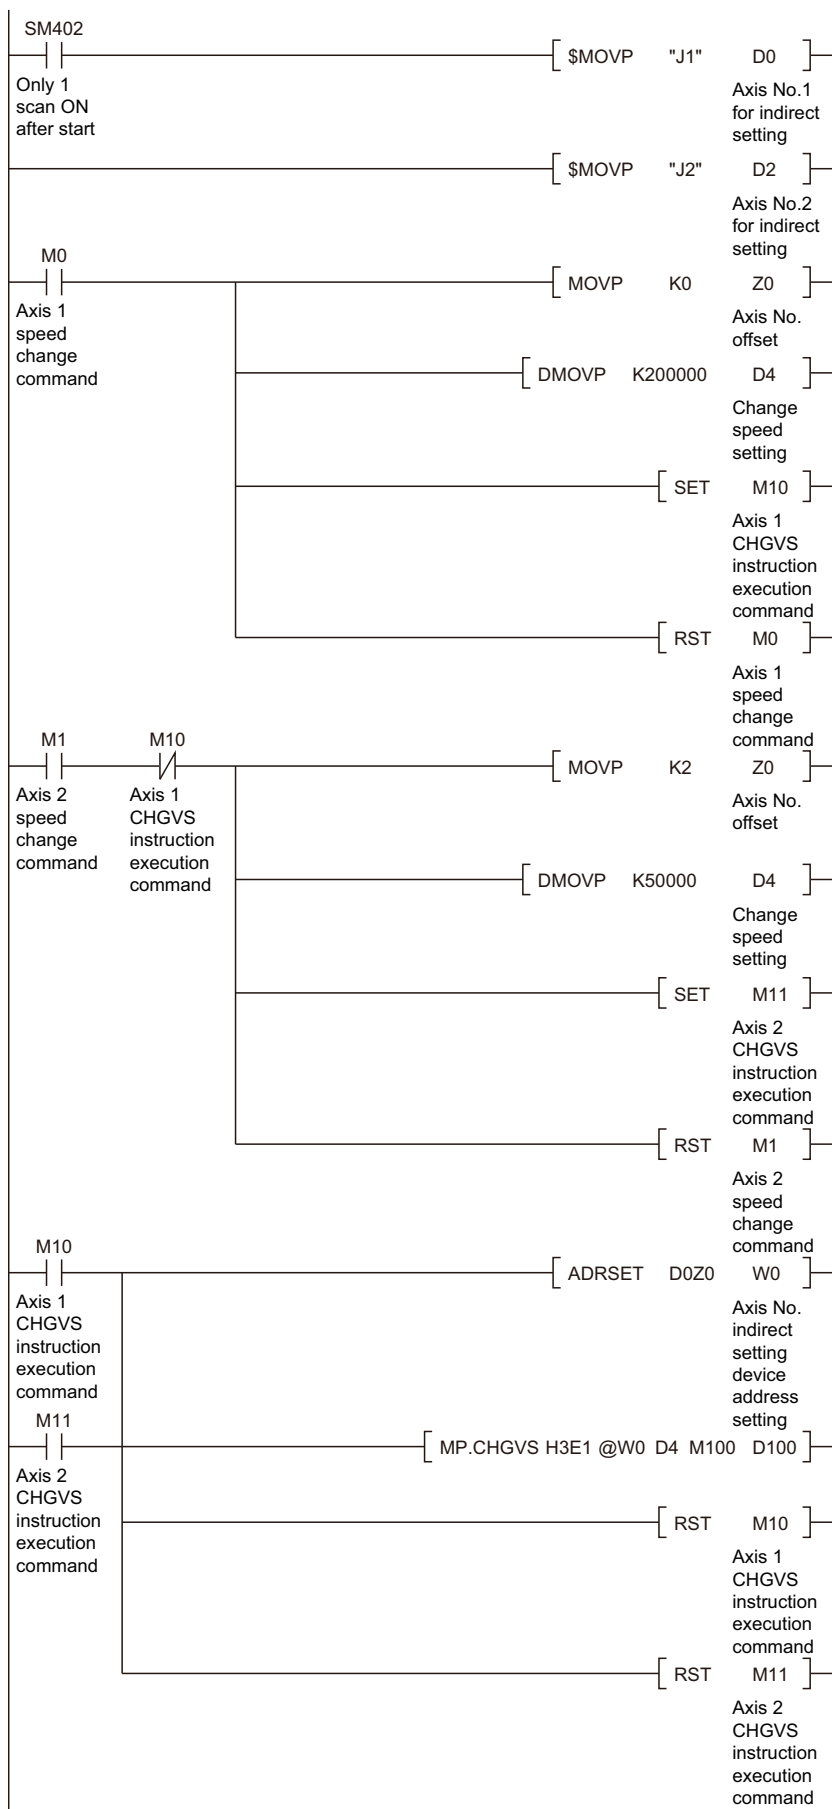 SM402
$MOVP "J1" D0
Only 1
scan ON
after start
Axis No.1
for indirect
setting
$MOVP "J2" D2
Axis No.2
for indirect
setting
M0
MOVP K0 Z0
Axis 1
speed
change
command
Axis No.
offset
DMOVP K200000 D4
Change
speed
setting
SET M10
Axis 1
CHGVS
instruction
execution
command
RST M0
Axis 1
speed
change
command
M1 M10
MOVP K2 Z0
Axis 2
speed
change
command
Axis 1
CHGVS
instruction
execution
command
Axis No.
offset
DMOVP K50000 D4
Change
speed
setting
SET M11
Axis 2
CHGVS
instruction
execution
command
RST M1
Axis 2
speed
change
command
M10
ADRSET D0Z0 W0
Axis 1
CHGVS
instruction
execution
command
Axis No.
indirect
setting
device
address
setting
M11
MP.CHGVS H3E1 @W0 D4 M100 D100
Axis 2
CHGVS
instruction
execution
command
RST M10
Axis 1
CHGVS
instruction
execution
command
RST M11
Axis 2
CHGVS
instruction
execution
command